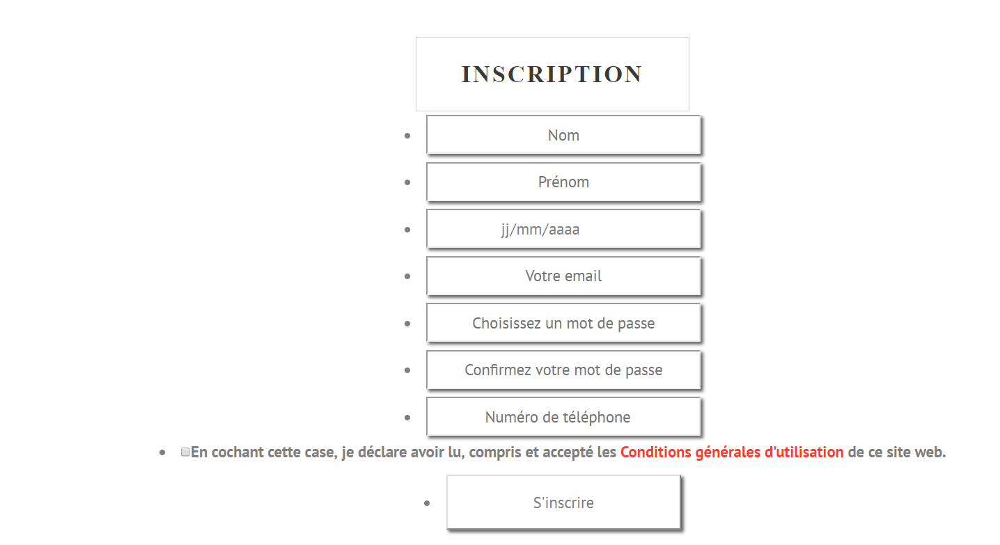 INSCRIPTION
Nom
Prénom
jj/mm/aaaa
Votre email
Choisissez un mot de passe
Confirmez votre mot de passe
Numéro de téléphone
En cochant cette case, je déclare avoir lu, compris et accepté les Conditions générales d'utilisation de ce site web.
S'inscrire